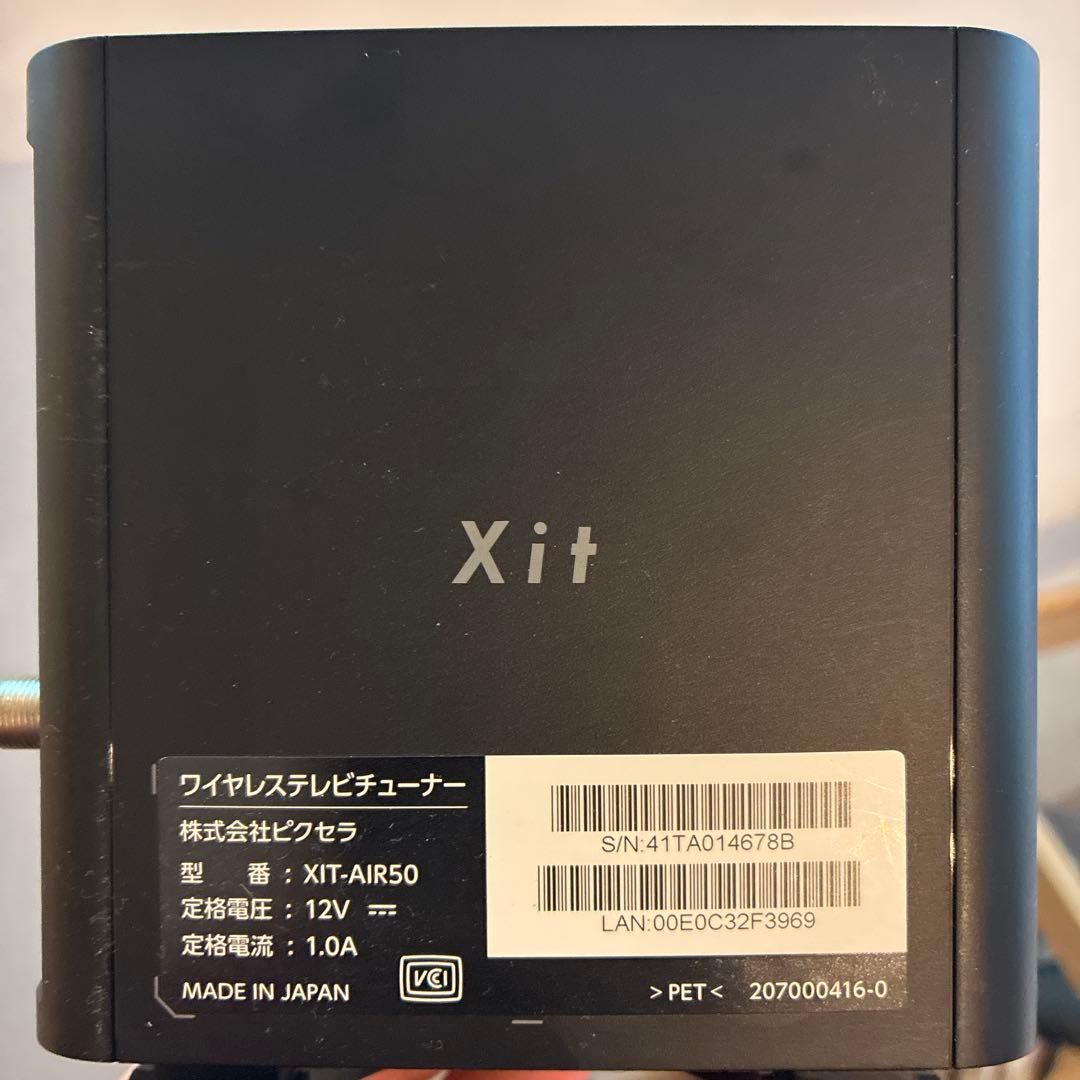 Xit
ワイヤレステレビチューナー
株式会社ピクセラ
型 番 : XIT-AIR50
定格電圧 : 12V
定格電流 : 1.0A
MADE IN JAPAN
VCCI
S/N:41TA014678B
LAN:00E0C32F3969
>PET< 207000416-0